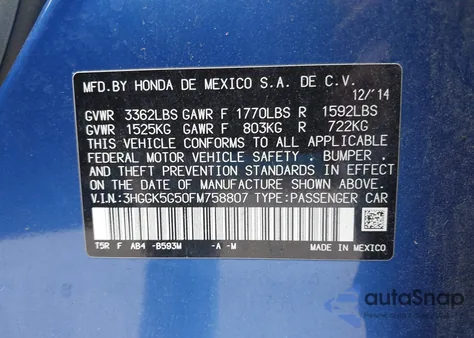 MFD.BY HONDA DE MEXICO S.A. DE C.V.
12/'14
GVWR 3362LBS GAWR F 1770LBS R 1592LBS
GVWR 1525KG GAWR F 803KG R 722KG
THIS VEHICLE CONFORMS TO ALL APPLICABLE
FEDERAL MOTOR VEHICLE SAFETY , BUMPER ,
AND THEFT PREVENTION STANDARDS IN EFFECT
ON THE DATE OF MANUFACTURE SHOWN ABOVE.
V.I.N.:3HGGK5G50FM758807 TYPE:PASSENGER CAR
T5R F AB4 -B593M -A -M
MADE IN MEXICO
autoSnap